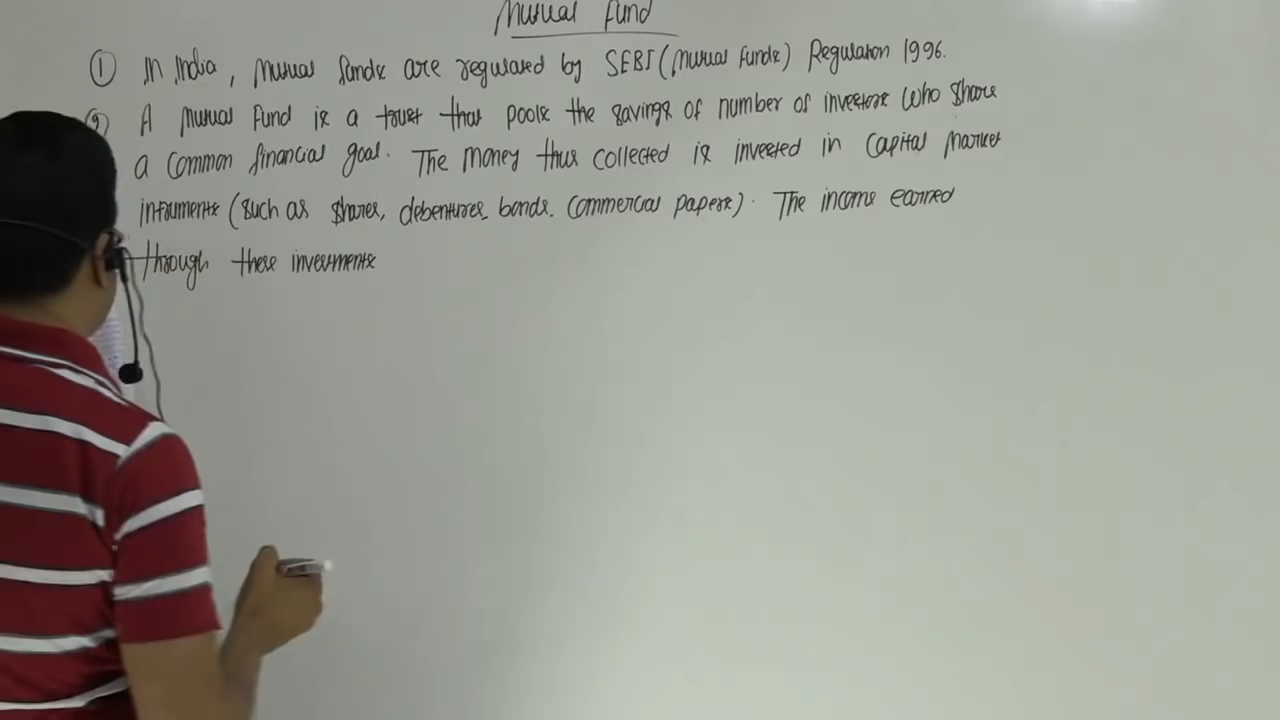 Mutual Fund
① In India, Mutual funds are regulated by SEBI (Mutual Funds) Regulation 1996.
② A Mutual Fund is a trust that pools the savings of number of investors who share
a common financial goal. The Money thus collected is invested in capital Market
intruments (such as shares, debentures, bonds. Commercial papers). The income earned
through these investments